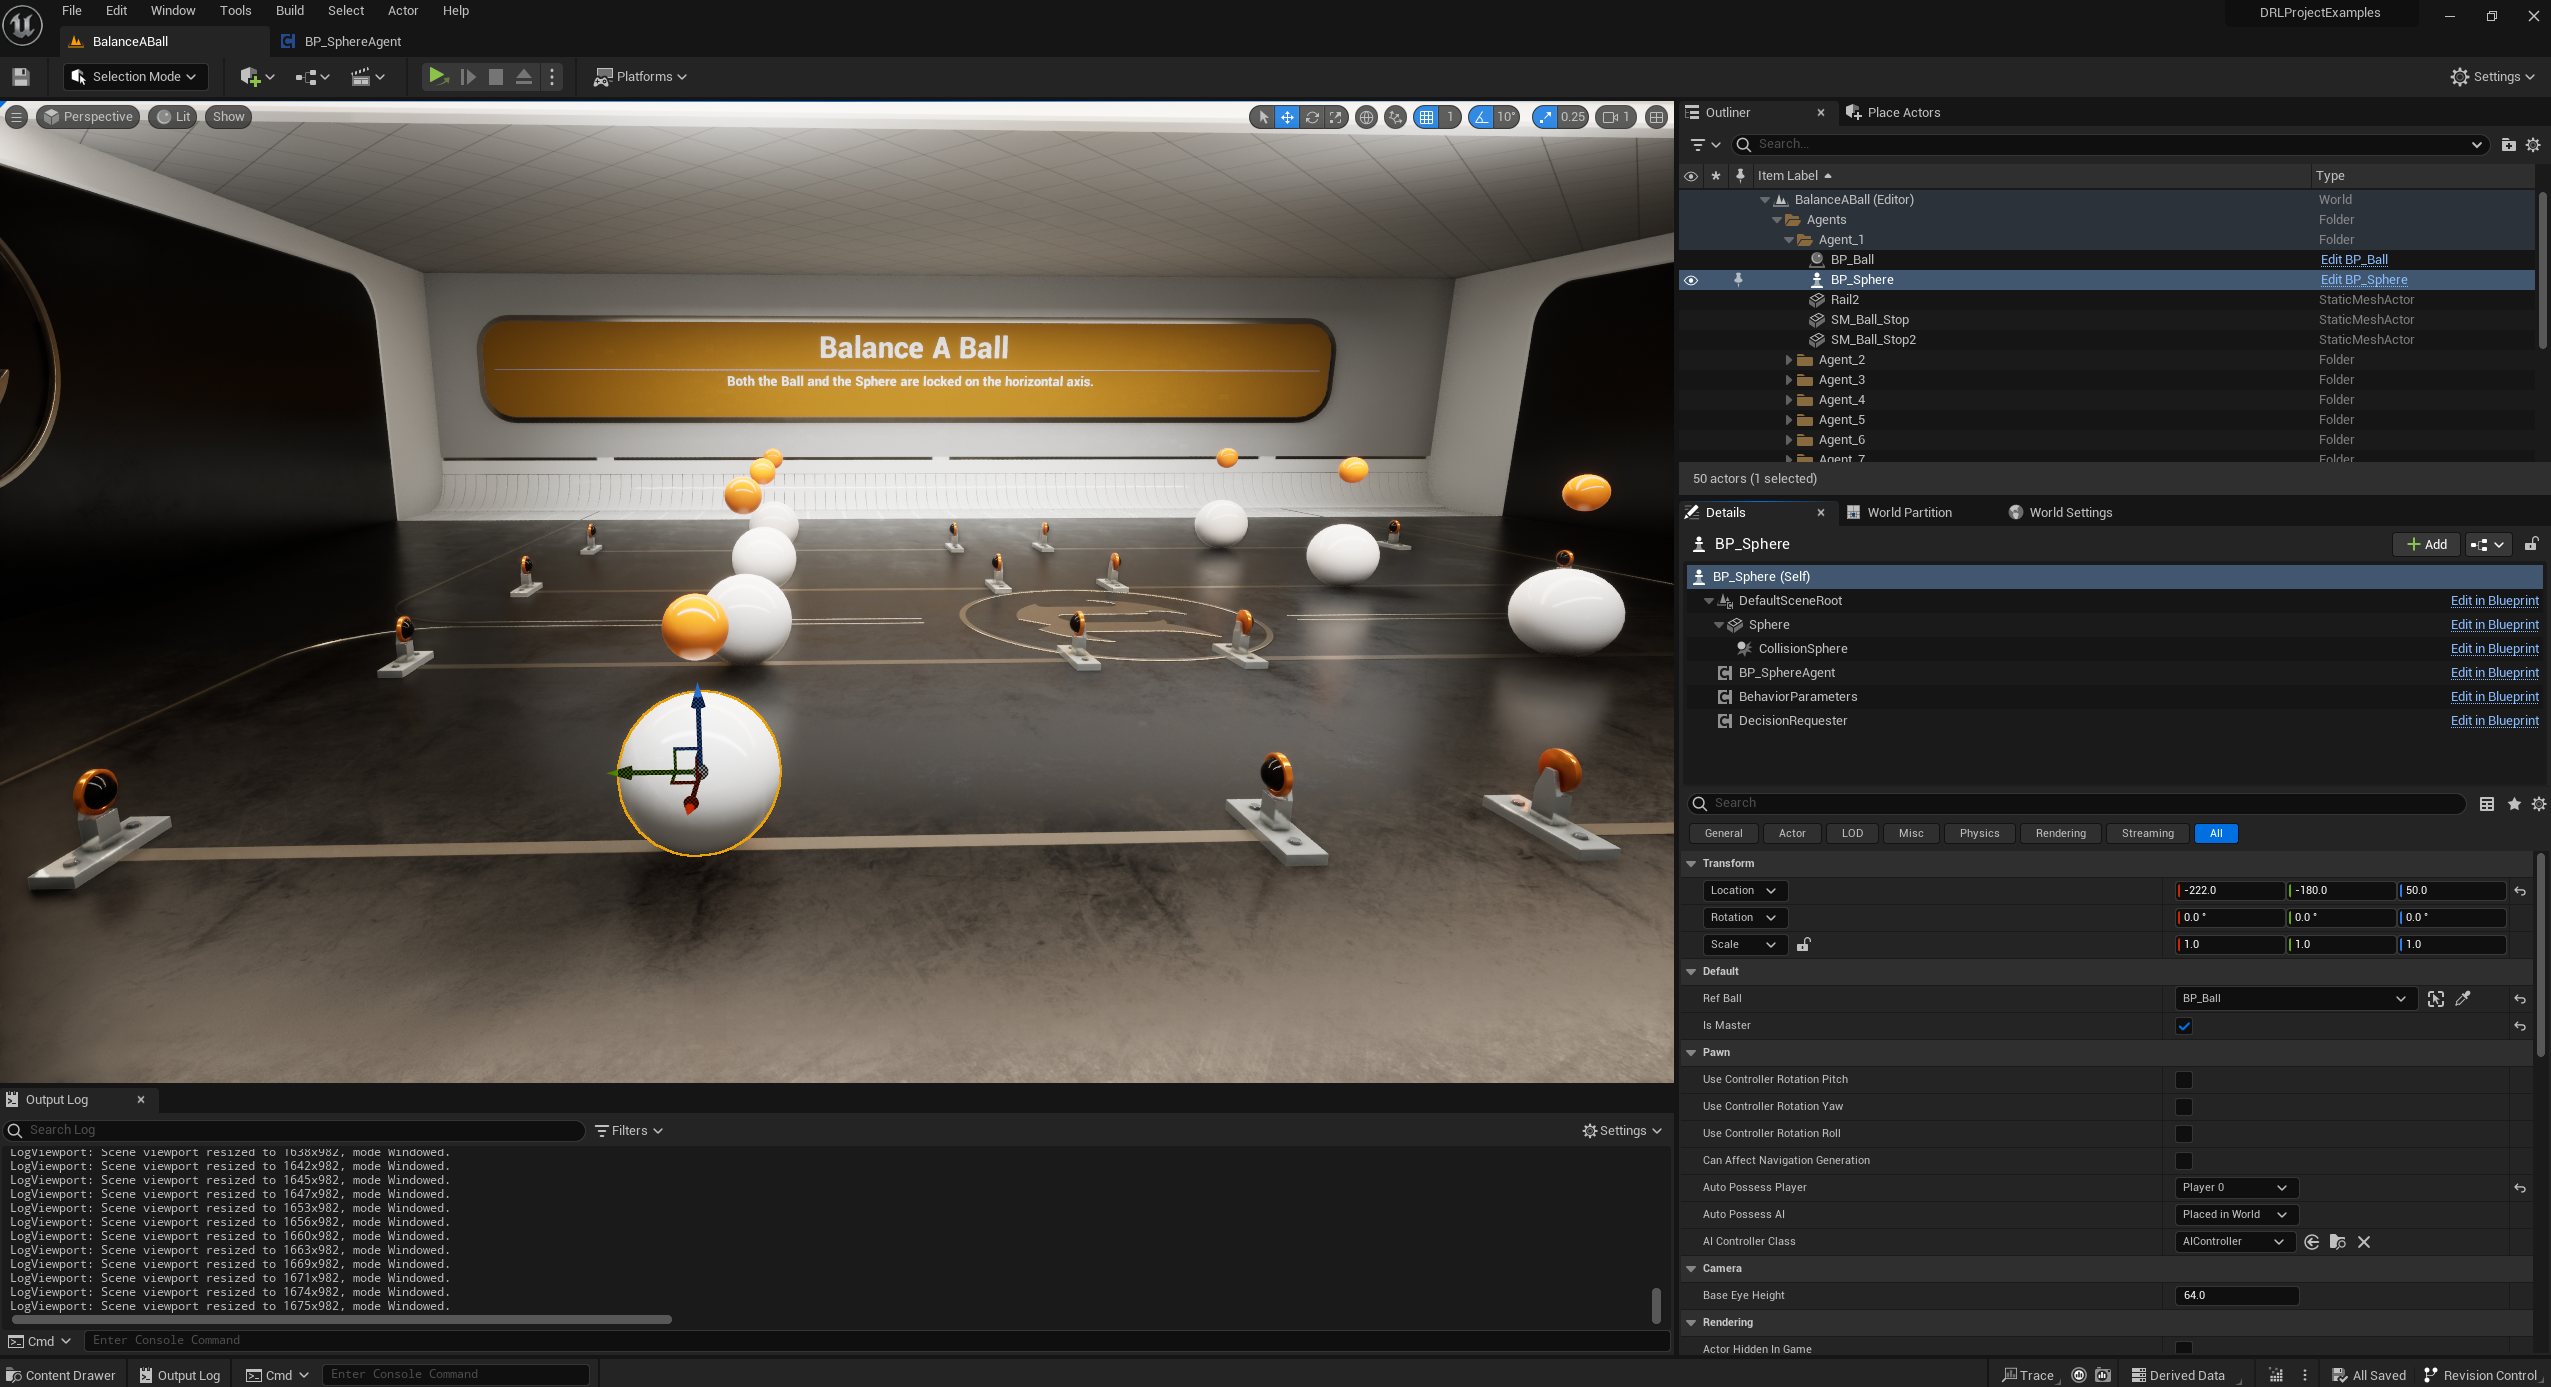 File Edit Window Tools Build Select Actor Help
DRLProjectExamples
BalanceABall
BP_SphereAgent
Selection Mode
Platforms
Settings
Perspective
Lit
Show
1
10°
0.25
1
Balance A Ball
Both the Ball and the Sphere are locked on the horizontal axis.
Outliner
Place Actors
Search...
Item Label
Type
BalanceABall (Editor) World
Agents Folder
Agent_1 Folder
BP_Ball Edit BP_Ball
BP_Sphere Edit BP_Sphere
Rail2 StaticMeshActor
SM_Ball_Stop StaticMeshActor
SM_Ball_Stop2 StaticMeshActor
Agent_2 Folder
Agent_3 Folder
Agent_4 Folder
Agent_5 Folder
Agent_6 Folder
Agent_7 Folder
50 actors (1 selected)
Details
World Partition
World Settings
BP_Sphere
Add
BP_Sphere (Self)
DefaultSceneRoot Edit in Blueprint
Sphere Edit in Blueprint
CollisionSphere Edit in Blueprint
BP_SphereAgent Edit in Blueprint
BehaviorParameters Edit in Blueprint
DecisionRequester Edit in Blueprint
Search
General Actor LOD Misc Physics Rendering Streaming All
Transform
Location -222.0 -180.0 50.0
Rotation 0.0 ° 0.0 ° 0.0 °
Scale 1.0 1.0 1.0
Default
Ref Ball BP_Ball
Is Master
Pawn
Use Controller Rotation Pitch
Use Controller Rotation Yaw
Use Controller Rotation Roll
Can Affect Navigation Generation
Auto Possess Player Player 0
Auto Possess AI Placed in World
AI Controller Class AIController
Camera
Base Eye Height 64.0
Rendering
Actor Hidden In Game
Output Log
Search Log
Filters
Settings
LogViewport: Scene viewport resized to 1638x982, mode Windowed.
LogViewport: Scene viewport resized to 1642x982, mode Windowed.
LogViewport: Scene viewport resized to 1645x982, mode Windowed.
LogViewport: Scene viewport resized to 1647x982, mode Windowed.
LogViewport: Scene viewport resized to 1653x982, mode Windowed.
LogViewport: Scene viewport resized to 1656x982, mode Windowed.
LogViewport: Scene viewport resized to 1660x982, mode Windowed.
LogViewport: Scene viewport resized to 1663x982, mode Windowed.
LogViewport: Scene viewport resized to 1669x982, mode Windowed.
LogViewport: Scene viewport resized to 1671x982, mode Windowed.
LogViewport: Scene viewport resized to 1674x982, mode Windowed.
LogViewport: Scene viewport resized to 1675x982, mode Windowed.
Cmd
Enter Console Command
Content Drawer
Output Log
Cmd
Enter Console Command
Trace
Derived Data
All Saved
Revision Control